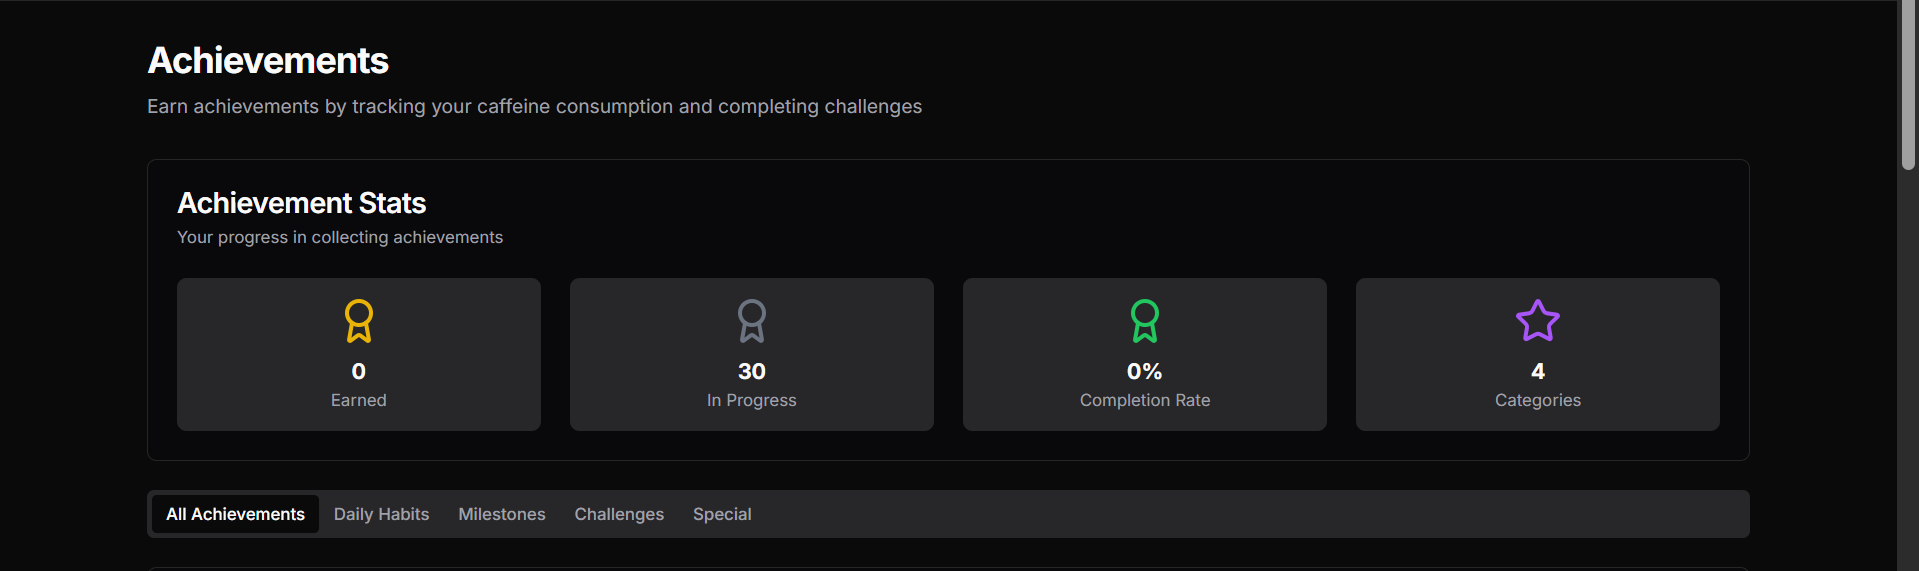 Achievements
Earn achievements by tracking your caffeine consumption and completing challenges
Achievement Stats
Your progress in collecting achievements
0
Earned
30
In Progress
0%
Completion Rate
4
Categories
All Achievements Daily Habits Milestones Challenges Special